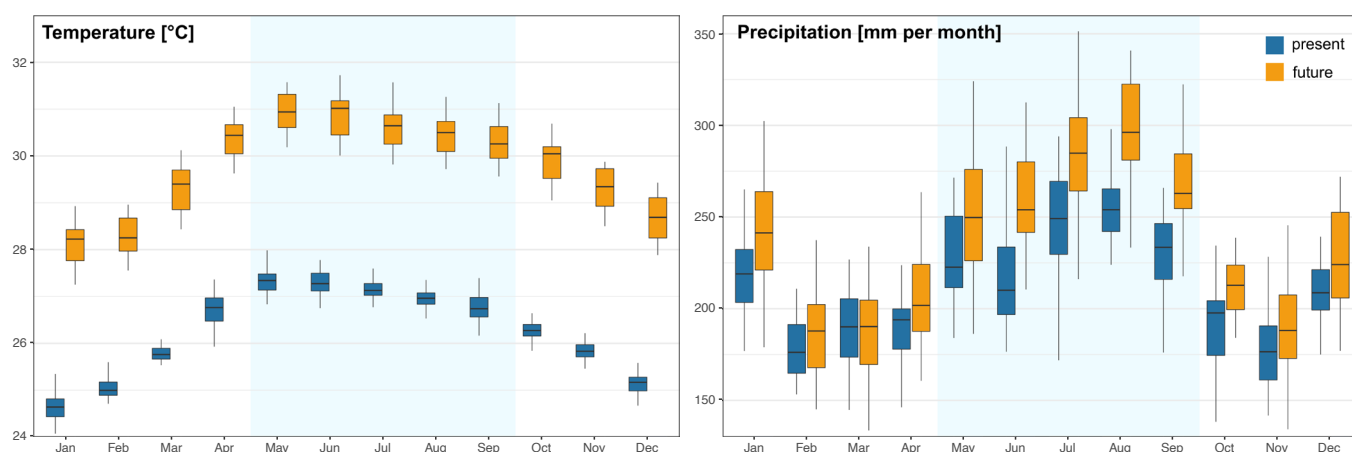 Temperature [°C]
32
30
28
26
24
Jan Feb Mar Apr May Jun Jul Aug Sep Oct Nov Dec
Precipitation [mm per month]
present
future
350
300
250
200
150
Jan Feb Mar Apr May Jun Jul Aug Sep Oct Nov Dec